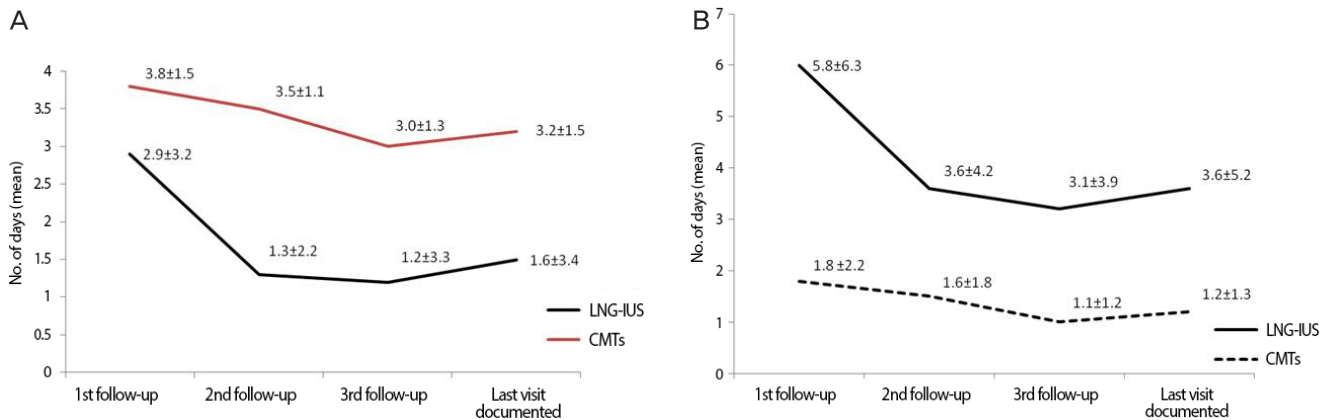 A
No. of days (mean)
4
3.5
3
2.5
2
1.5
1
0.5
0
3.8±1.5
3.5±1.1
3.0±1.3
3.2±1.5
2.9±3.2
1.3±2.2
1.2±3.3
1.6±3.4
LNG-IUS
CMTs
1st follow-up
2nd follow-up
3rd follow-up
Last visit
documented
B
No. of days (mean)
7
6
5
4
3
2
1
0
5.8±6.3
3.6±4.2
3.1±3.9
3.6±5.2
1.8 ±2.2
1.6±1.8
1.1±1.2
1.2±1.3
LNG-IUS
CMTs
1st follow-up
2nd follow-up
3rd follow-up
Last visit
documented